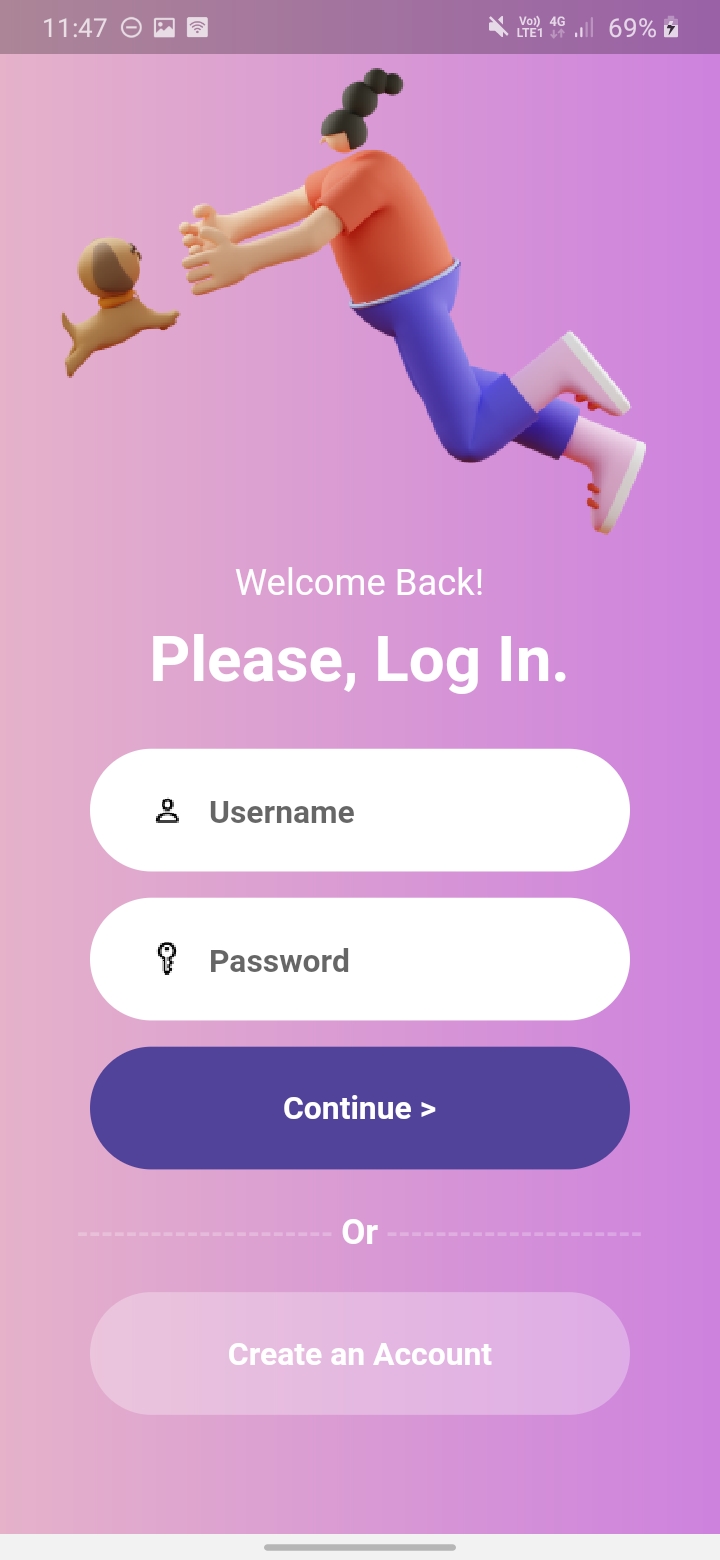 11:47
Vo)) 4G
LTE1
69%
Welcome Back!
Please, Log In.
Username
Password
Continue >
Or
Create an Account